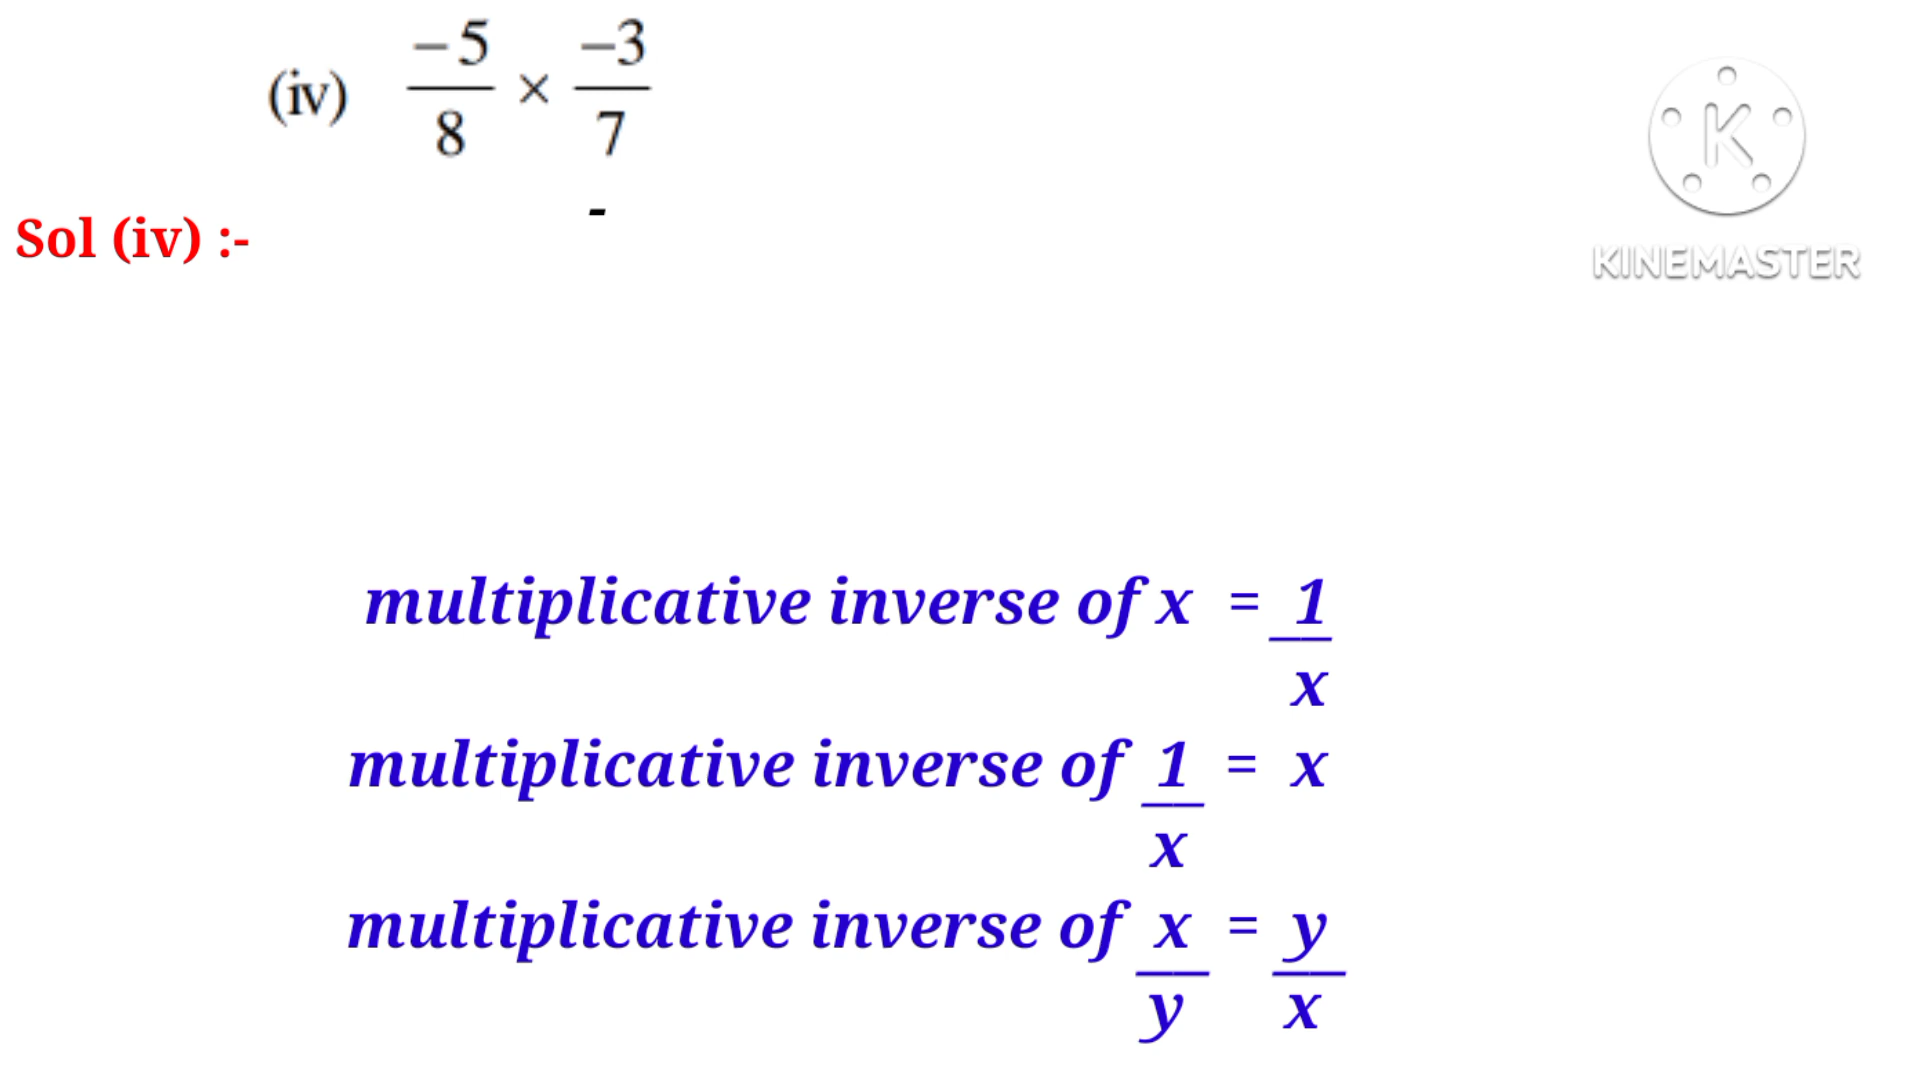 (iv) −5/8 × −3/7
-
Sol (iv) :-
K
KINEMASTER
multiplicative inverse of x = 1/x
multiplicative inverse of 1/x = x
multiplicative inverse of x/y = y/x